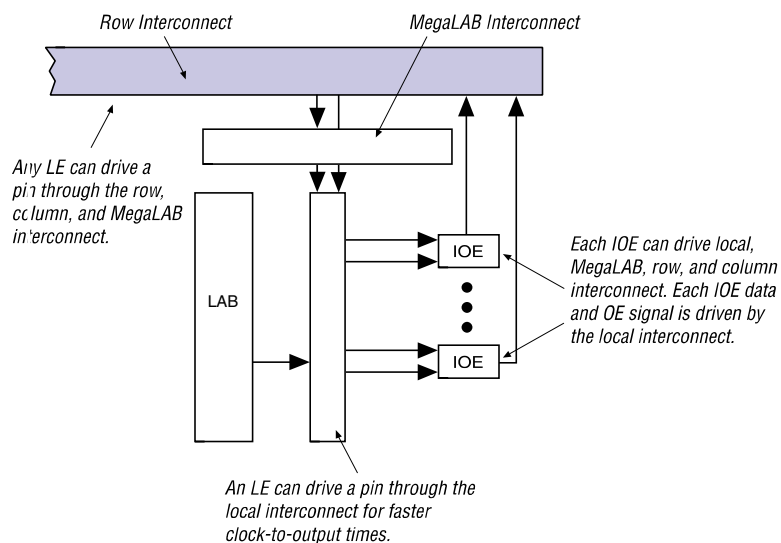 Row Interconnect
MegaLAB Interconnect
Any LE can drive a
pin through the row,
column, and MegaLAB
interconnect.
LAB
IOE
IOE
Each IOE can drive local,
MegaLAB, row, and column
interconnect. Each IOE data
and OE signal is driven by
the local interconnect.
An LE can drive a pin through the
local interconnect for faster
clock-to-output times.